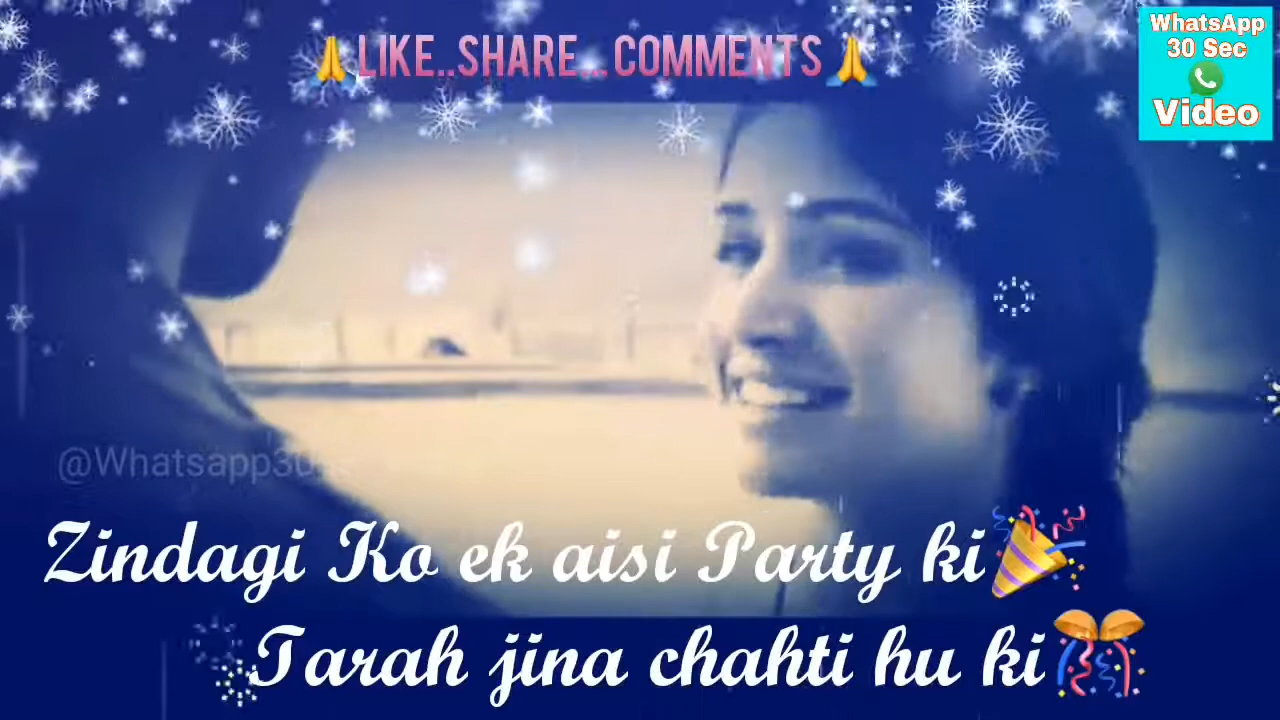 🙏LIKE..SHARE... COMMENTS🙏
WhatsApp
30 Sec
Video
Zindagi Ko ek aisi Party ki🎉
Tarah jina chahti hu ki🎊